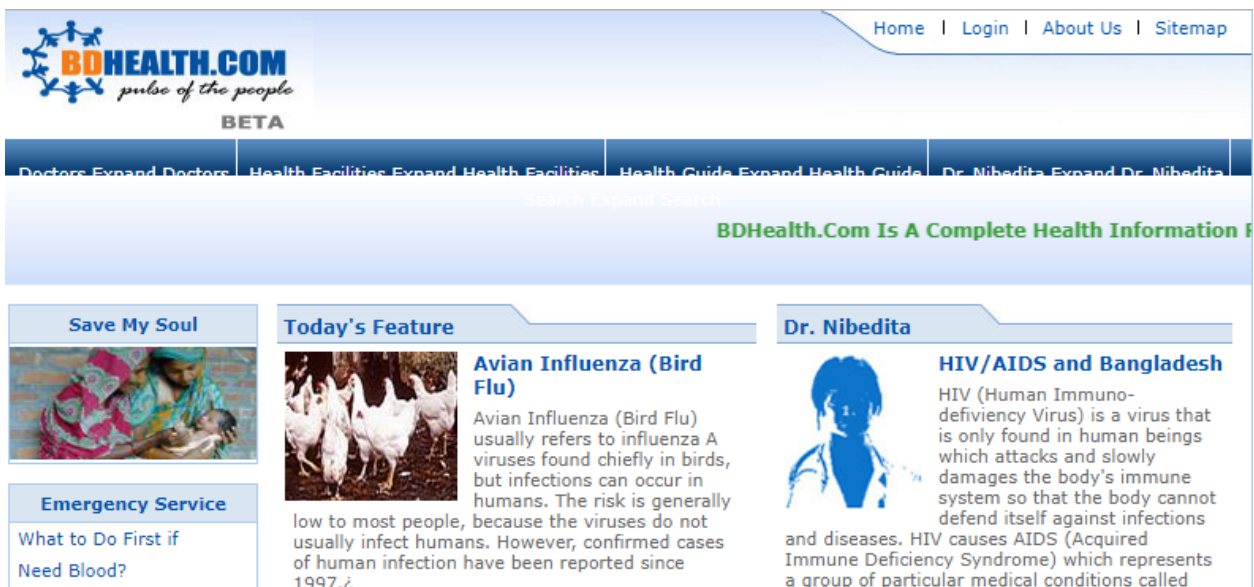 Home | Login | About Us | Sitemap
BDHEALTH.COM
pulse of the people
BETA
Doctors Expand Doctors
Health Facilities Expand Health Facilities
Health Guide Expand Health Guide
Dr. Nibedita Expand Dr. Nibedita
Search Expand Search
BDHealth.Com Is A Complete Health Information
Save My Soul
Emergency Service
What to Do First if
Need Blood?
Today's Feature
Avian Influenza (Bird
Flu)
Avian Influenza (Bird Flu)
usually refers to influenza A
viruses found chiefly in birds,
but infections can occur in
humans. The risk is generally
low to most people, because the viruses do not
usually infect humans. However, confirmed cases
of human infection have been reported since
1997.¿
Dr. Nibedita
HIV/AIDS and Bangladesh
HIV (Human Immuno-
defiviency Virus) is a virus that
is only found in human beings
which attacks and slowly
damages the body's immune
system so that the body cannot
defend itself against infections
and diseases. HIV causes AIDS (Acquired
Immune Deficiency Syndrome) which represents
a group of particular medical conditions called